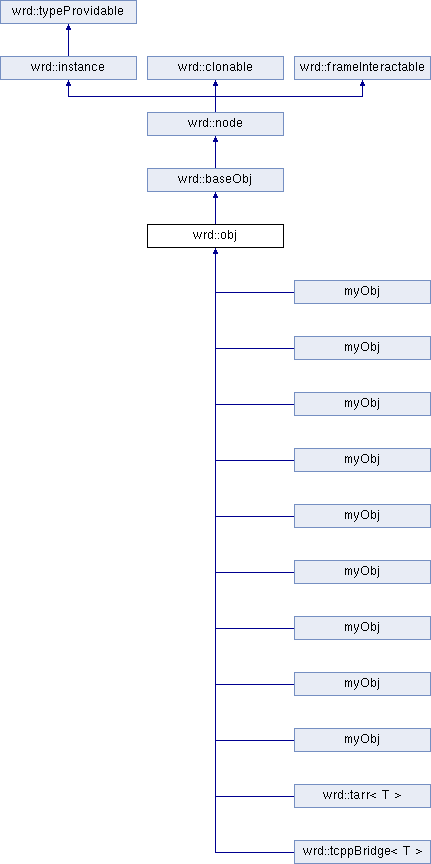 wrd::typeProvidable
wrd::instance
wrd::clonable
wrd::frameInteractable
wrd::node
wrd::baseObj
wrd::obj
myObj
myObj
myObj
myObj
myObj
myObj
myObj
myObj
myObj
wrd::tarr< T >
wrd::tcppBridge< T >